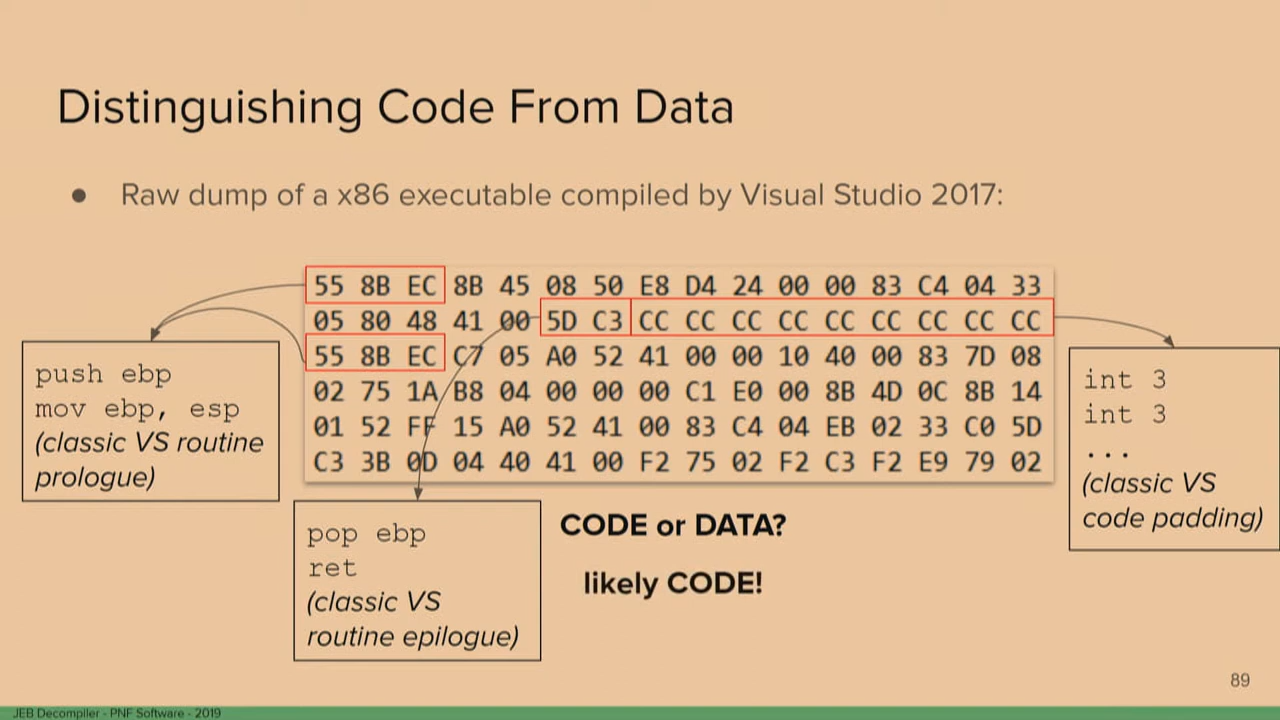 Distinguishing Code From Data
● Raw dump of a x86 executable compiled by Visual Studio 2017:
55 8B EC 8B 45 08 50 E8 D4 24 00 00 83 C4 04 33
05 80 48 41 00 5D C3 CC CC CC CC CC CC CC CC CC
55 8B EC C7 05 A0 52 41 00 00 10 40 00 83 7D 08
02 75 1A B8 04 00 00 00 C1 E0 00 8B 4D 0C 8B 14
01 52 FF 15 A0 52 41 00 83 C4 04 EB 02 33 C0 5D
C3 3B 0D 04 40 41 00 F2 75 02 F2 C3 F2 E9 79 02
push ebp
mov ebp, esp
(classic VS routine
prologue)
int 3
int 3
...
(classic VS
code padding)
pop ebp
ret
(classic VS
routine epilogue)
CODE or DATA?
likely CODE!
89
JEB Decompiler - PNF Software - 2019